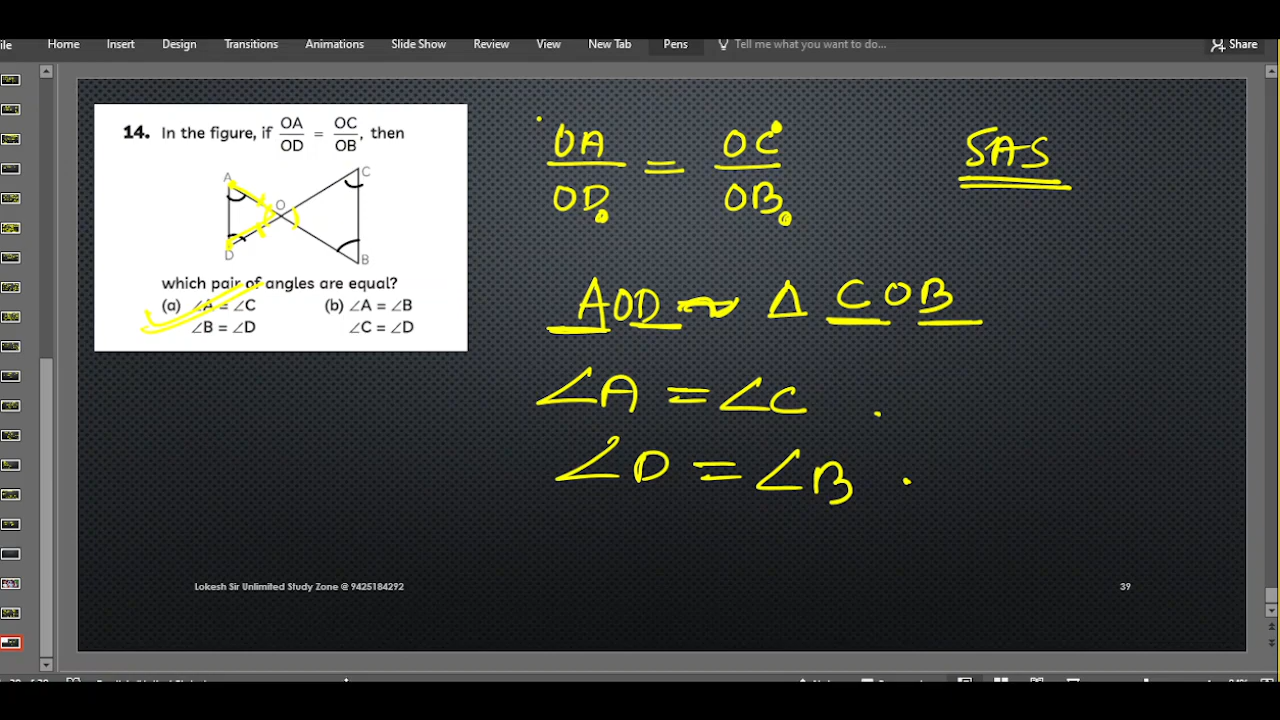 Home Insert Design Transitions Animations Slide Show Review View New Tab Pens Tell me what you want to do... Share
14. In the figure, if OA/OD = OC/OB, then
A
C
O
D
B
which pair of angles are equal?
(a) ∠A = ∠C (b) ∠A = ∠B
∠B = ∠D ∠C = ∠D
OA/OD = OC/OB
SAS
AOD ~ Δ COB
∠A = ∠C .
∠D = ∠B .
Lokesh Sir Unlimited Study Zone @ 9425184292
39